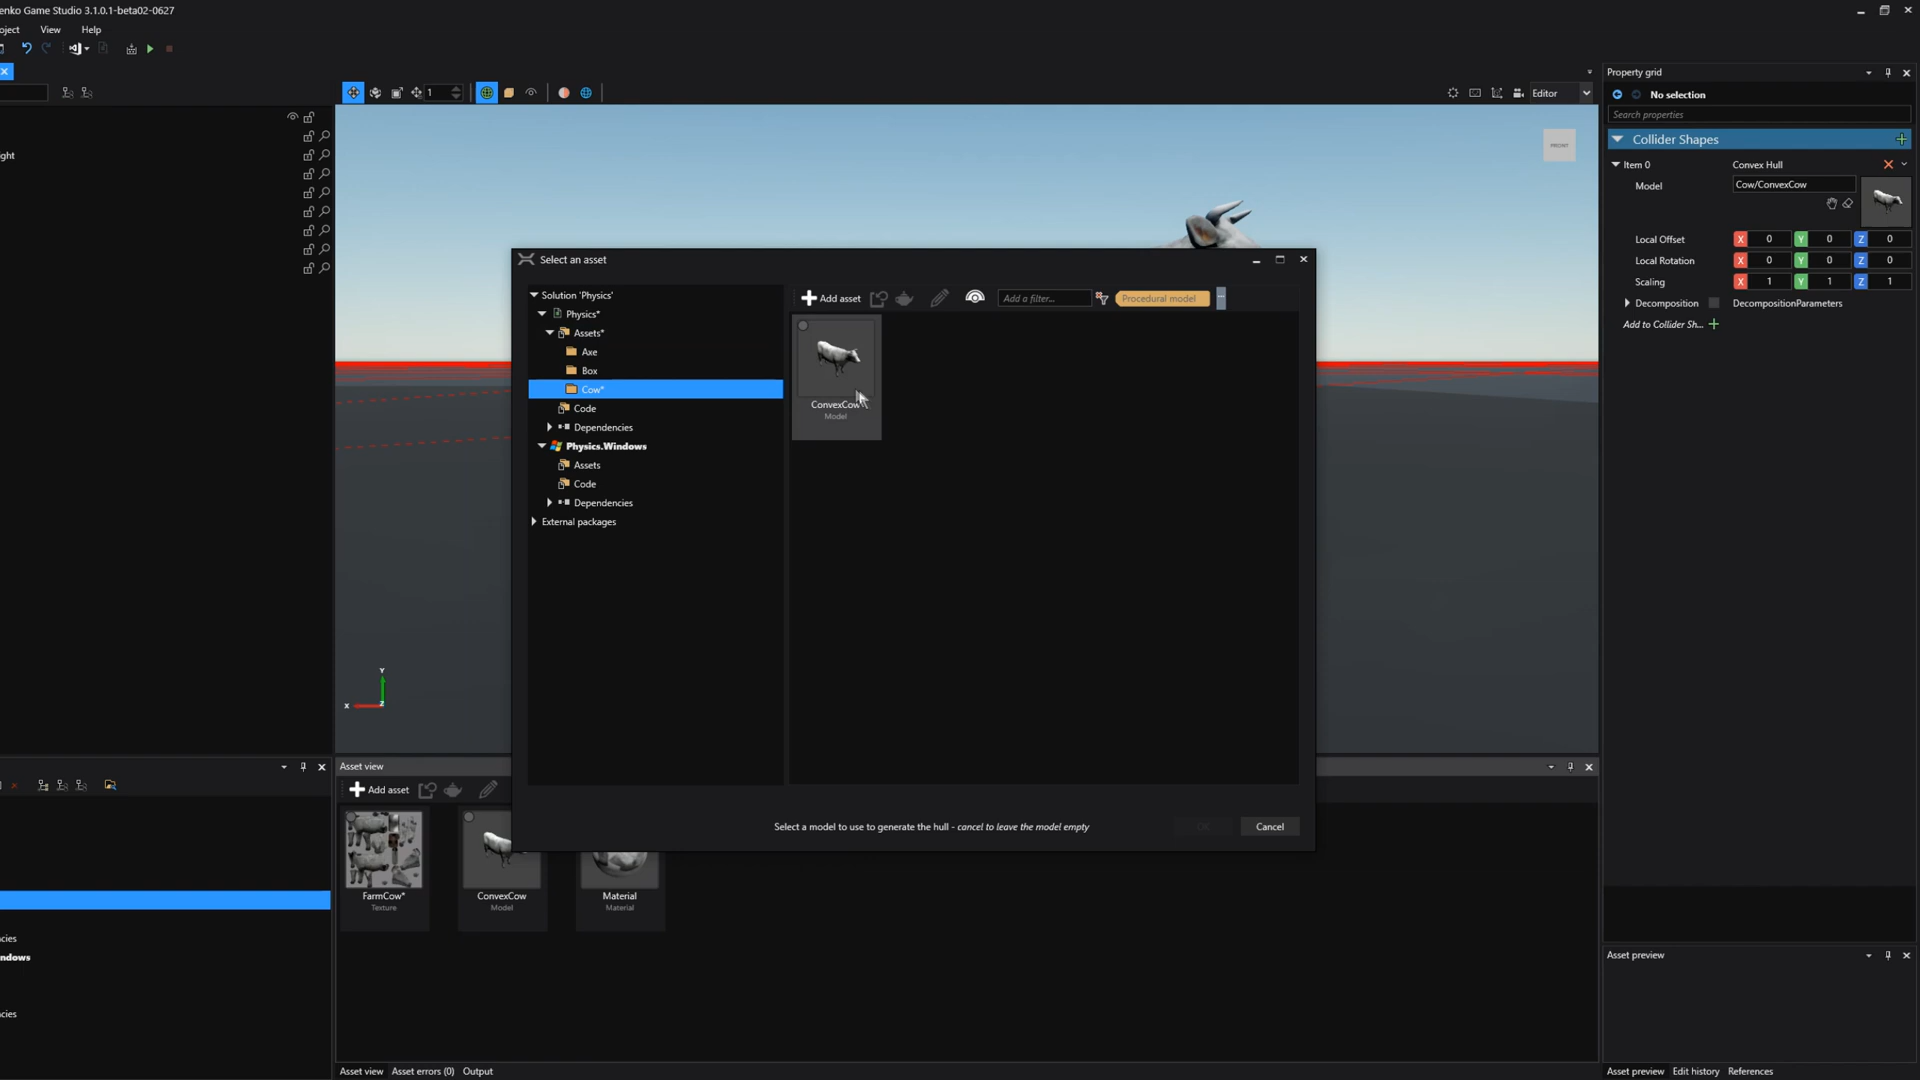 enko Game Studio 3.1.0.1-beta02-0627
oject View Help
1
Editor
ght
FRONT
Property grid
No selection
Search properties
Collider Shapes
Item 0 Convex Hull
Model Cow/ConvexCow
Local Offset X 0 Y 0 Z 0
Local Rotation X 0 Y 0 Z 0
Scaling X 1 Y 1 Z 1
Decomposition DecompositionParameters
Add to Collider Sh...
Select an asset
Solution 'Physics'
Physics*
Assets*
Axe
Box
Cow*
Code
Dependencies
Physics.Windows
Assets
Code
Dependencies
External packages
Add asset Add a filter... Procedural model ...
ConvexCow
Model
Select a model to use to generate the hull - cancel to leave the model empty
OK Cancel
Y
X Z
Asset view
Add asset
FarmCow*
Texture
ConvexCow
Model
Material
Material
cies
indows
cies
Asset view Asset errors (0) Output
Asset preview
Asset preview Edit history References